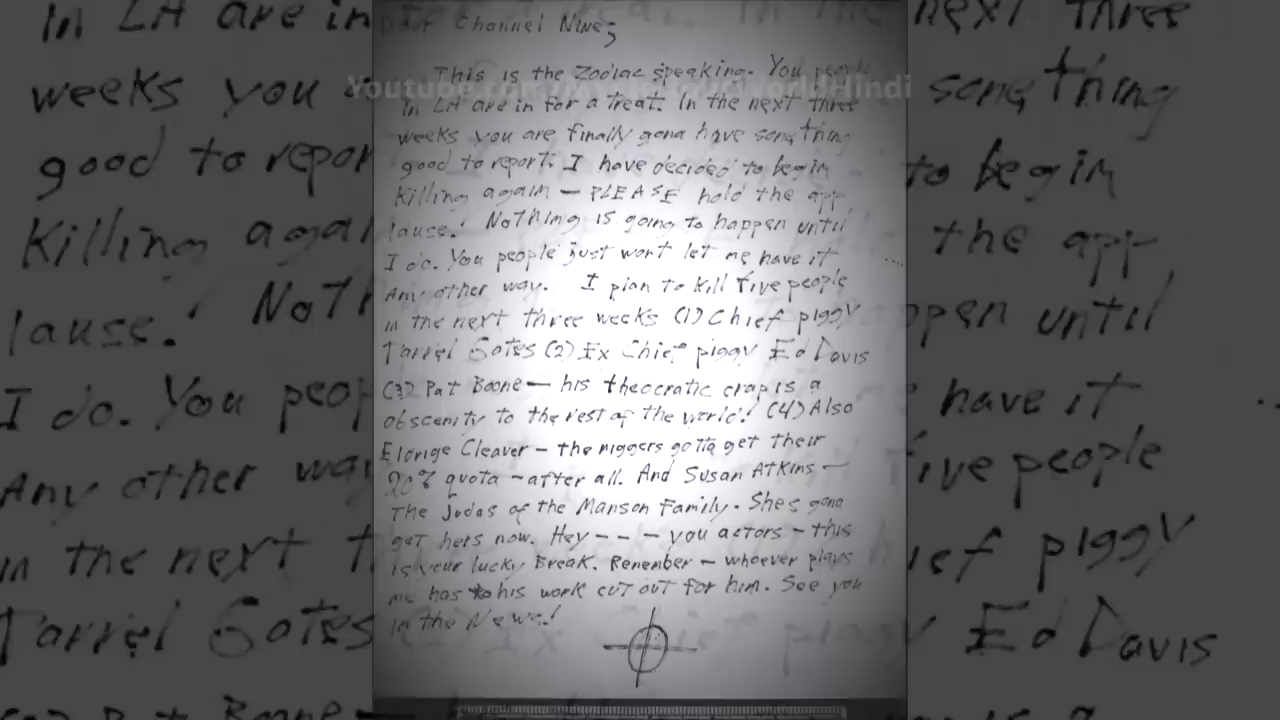 Dear Channel Nine;
This is the Zodiac speaking. You people
In LA are in for a treat. In the next three
weeks you are finally gona have something
good to report. I have decided to begin
Killing again — PLEASE hold the app
lause! Nothing is going to happen until
I do. You people just wont let me have it
Any other way. I plan to kill five people
in the next three weeks (1) Chief piggy
Darrel Gates (2) Ex Chief piggy Ed Davis
(3) Pat Boone — his theocratic crap is a
obscenity to the rest of the world! (4) Also
Eldrige Cleaver — the niggers gotta get their
20% quota — after all. And Susan Atkins —
The Judas of the Manson Family. Shes gona
get hers now. Hey — — — you actors — this
is your lucky Break. Remember — whoever plays
me has his work cut out for him. See you
in the News!